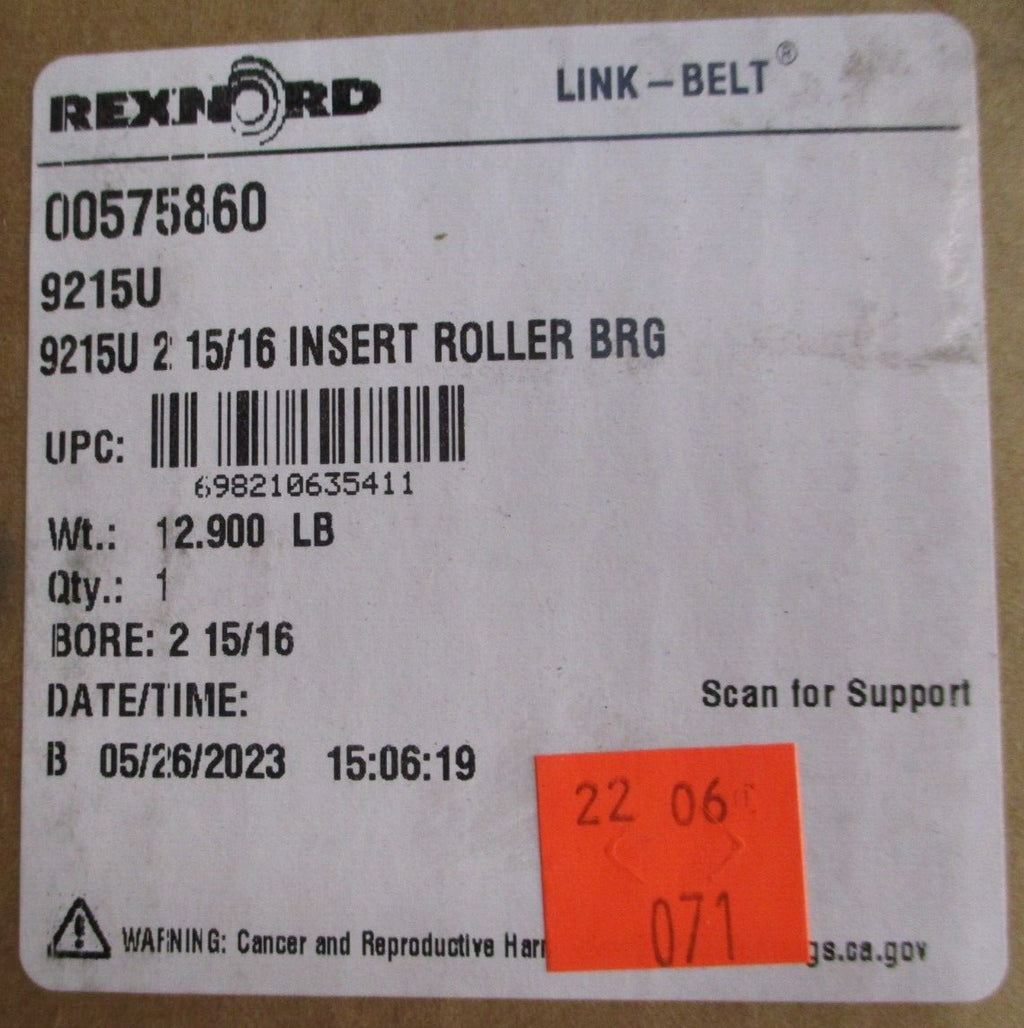 REXNORD
LINK-BELT®
00575860
9215U
9215U 2 15/16 INSERT ROLLER BRG
UPC:
698210635411
Wt.: 12.900 LB
Qty.: 1
BORE: 2 15/16
DATE/TIME:
Scan for Support
B 05/26/2023 15:06:19
22 06
071
WARNING: Cancer and Reproductive Har gs.ca.gov